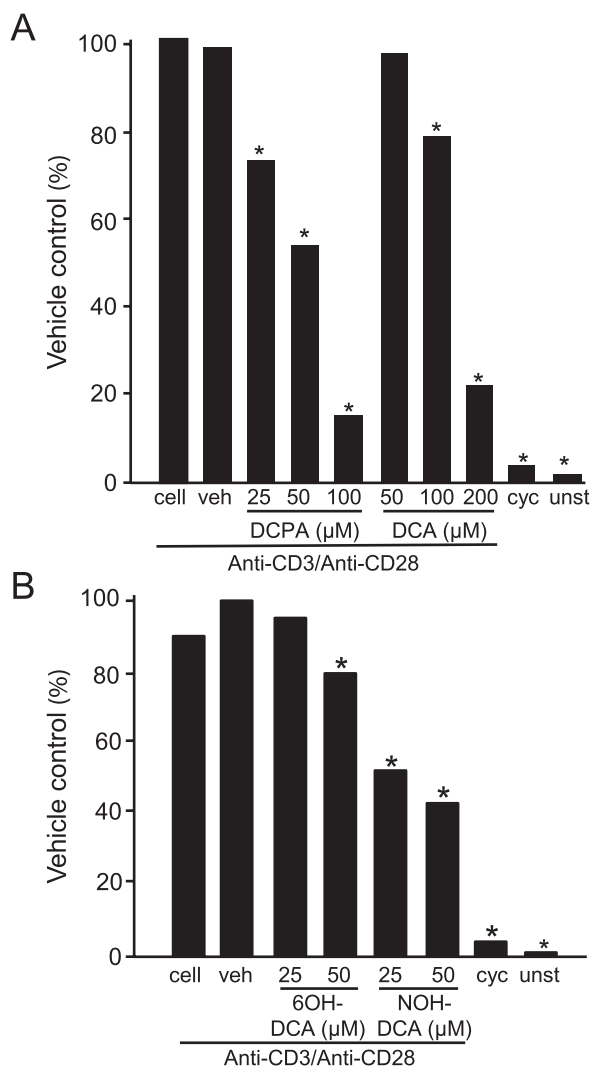 A
Vehicle control (%)
100
80
60
40
20
0
* * * * * * *
cell veh 25 50 100 50 100 200 cyc unst
DCPA (µM) DCA (µM)
Anti-CD3/Anti-CD28
B
Vehicle control (%)
100
80
60
40
20
0
* * * * *
cell veh 25 50 25 50 cyc unst
6OH- NOH-
DCA (µM) DCA (µM)
Anti-CD3/Anti-CD28